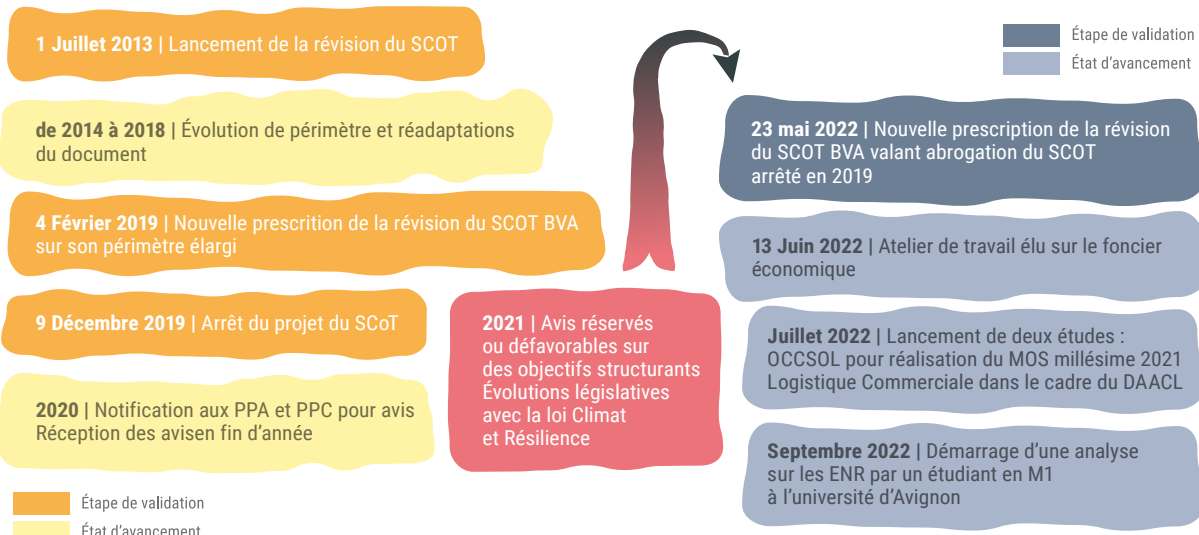 1 Juillet 2013 | Lancement de la révision du SCOT
de 2014 à 2018 | Évolution de périmètre et réadaptations
du document
4 Février 2019 | Nouvelle prescrition de la révision du SCOT BVA
sur son périmètre élargi
9 Décembre 2019 | Arrêt du projet du SCoT
2020 | Notification aux PPA et PPC pour avis
Réception des avisen fin d'année
Étape de validation
État d'avancement
2021 | Avis réservés
ou défavorables sur
des objectifs structurants
Évolutions législatives
avec la loi Climat
et Résilience
Étape de validation
État d'avancement
23 mai 2022 | Nouvelle prescription de la révision
du SCOT BVA valant abrogation du SCOT
arrêté en 2019
13 Juin 2022 | Atelier de travail élu sur le foncier
économique
Juillet 2022 | Lancement de deux études :
OCCSOL pour réalisation du MOS millésime 2021
Logistique Commerciale dans le cadre du DAACL
Septembre 2022 | Démarrage d'une analyse
sur les ENR par un étudiant en M1
à l'université d'Avignon